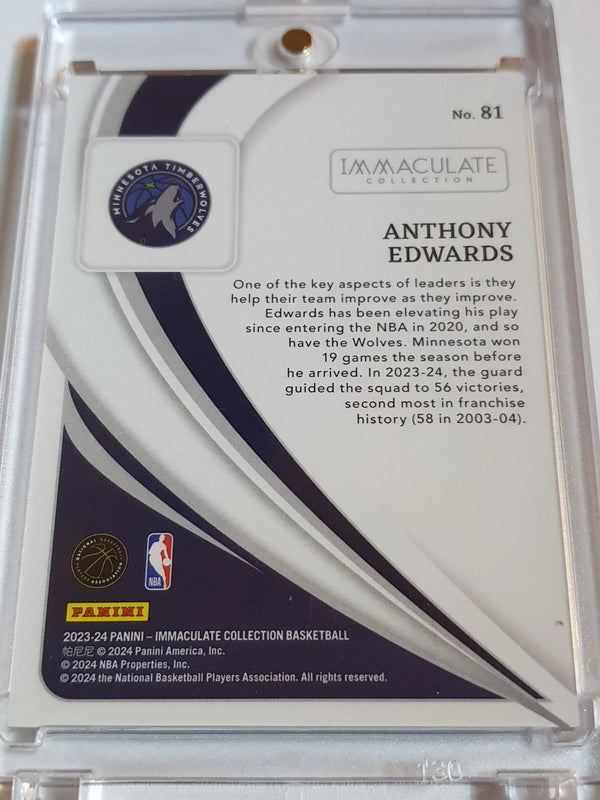 No. 81
MINNESOTA TIMBERWOLVES
IMMACULATE
COLLECTION
ANTHONY
EDWARDS
One of the key aspects of leaders is they
help their team improve as they improve.
Edwards has been elevating his play
since entering the NBA in 2020, and so
have the Wolves. Minnesota won
19 games the season before
he arrived. In 2023-24, the guard
guided the squad to 56 victories,
second most in franchise
history (58 in 2003-04).
NATIONAL BASKETBALL
PLAYERS ASSOCIATION
NBA
PANINI
2023-24 PANINI – IMMACULATE COLLECTION BASKETBALL
帕尼尼 © 2024 Panini America, Inc.
© 2024 NBA Properties, Inc.
© 2024 the National Basketball Players Association. All rights reserved.
130